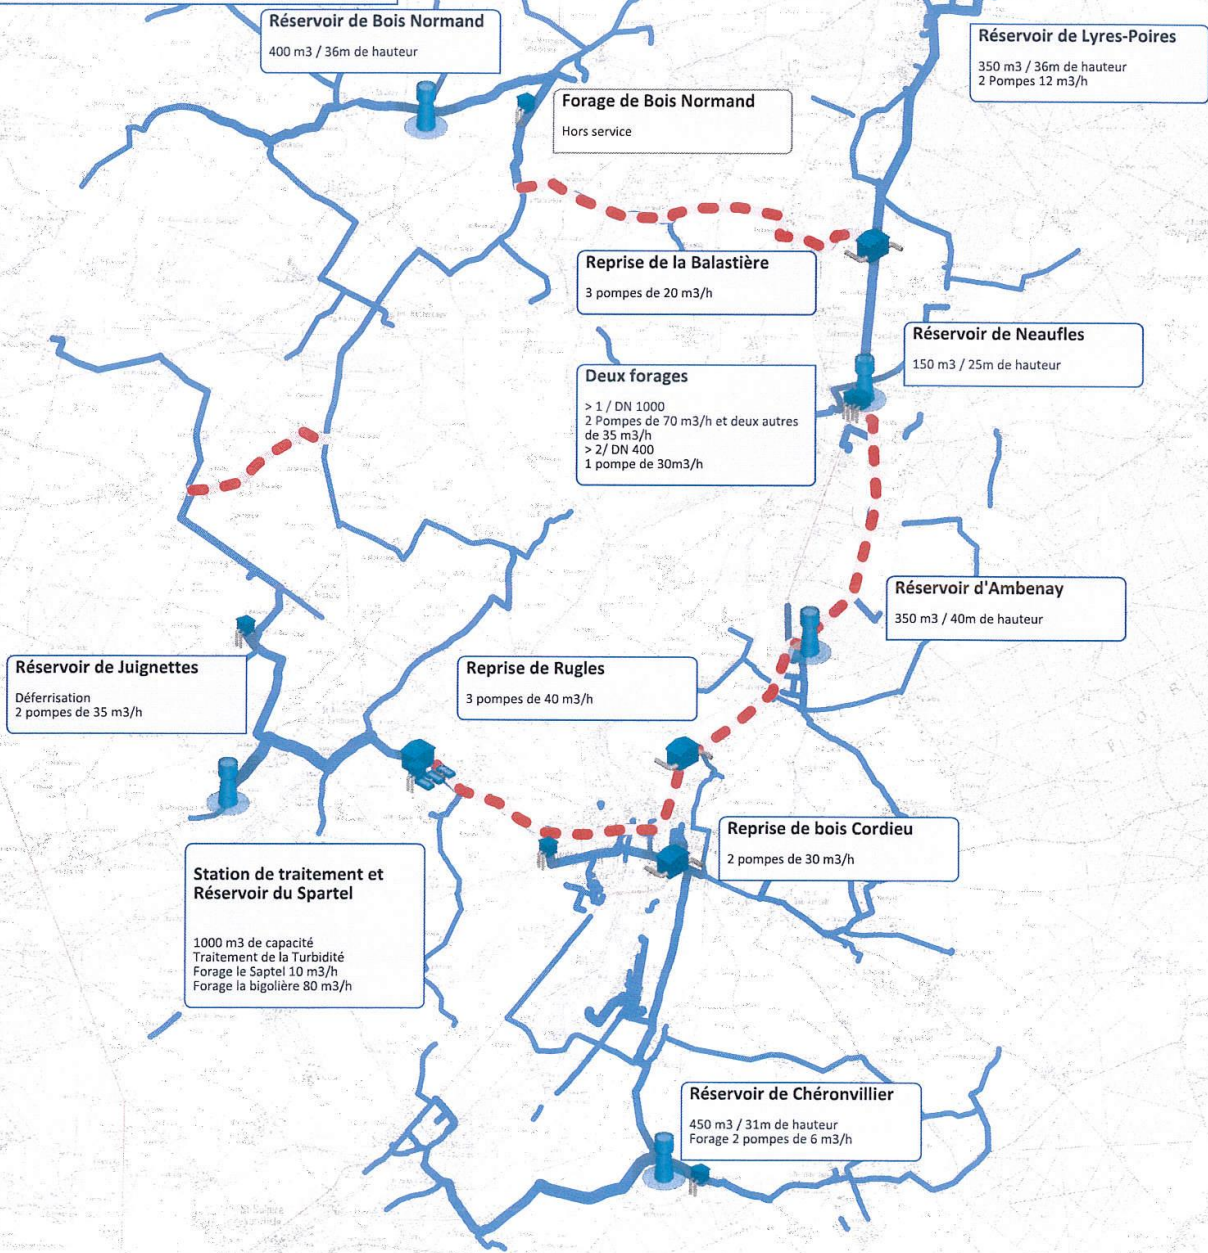 Réservoir de Bois Normand
400 m3 / 36m de hauteur
Réservoir de Lyres-Poires
350 m3 / 36m de hauteur
2 Pompes 12 m3/h
Forage de Bois Normand
Hors service
Reprise de la Balastière
3 pompes de 20 m3/h
Réservoir de Neaufles
150 m3 / 25m de hauteur
Deux forages
> 1 / DN 1000
2 Pompes de 70 m3/h et deux autres
de 35 m3/h
> 2/ DN 400
1 pompe de 30m3/h
Réservoir d'Ambenay
350 m3 / 40m de hauteur
Réservoir de Juignettes
Déferrisation
2 pompes de 35 m3/h
Reprise de Rugles
3 pompes de 40 m3/h
Reprise de bois Cordieu
2 pompes de 30 m3/h
Station de traitement et
Réservoir du Spartel
1000 m3 de capacité
Traitement de la Turbidité
Forage le Saptel 10 m3/h
Forage la bigolière 80 m3/h
Réservoir de Chéronvillier
450 m3 / 31m de hauteur
Forage 2 pompes de 6 m3/h